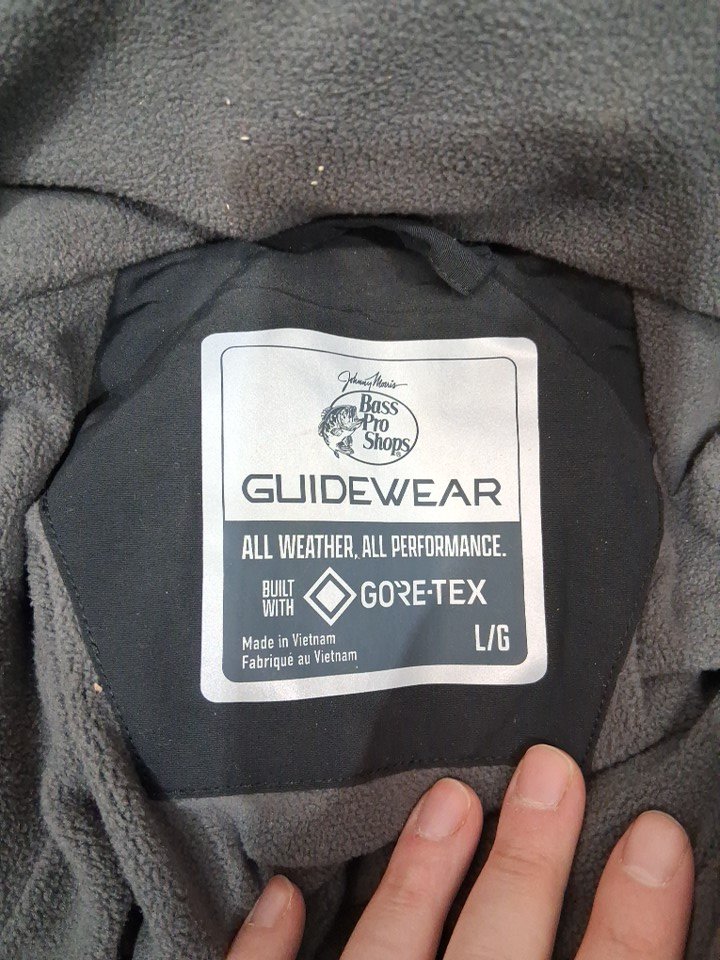 Johnny Morris
Bass
Pro
Shops
GUIDEWEAR
ALL WEATHER, ALL PERFORMANCE.
BUILT
WITH
GORE-TEX
Made in Vietnam
Fabriqué au Vietnam
L/G